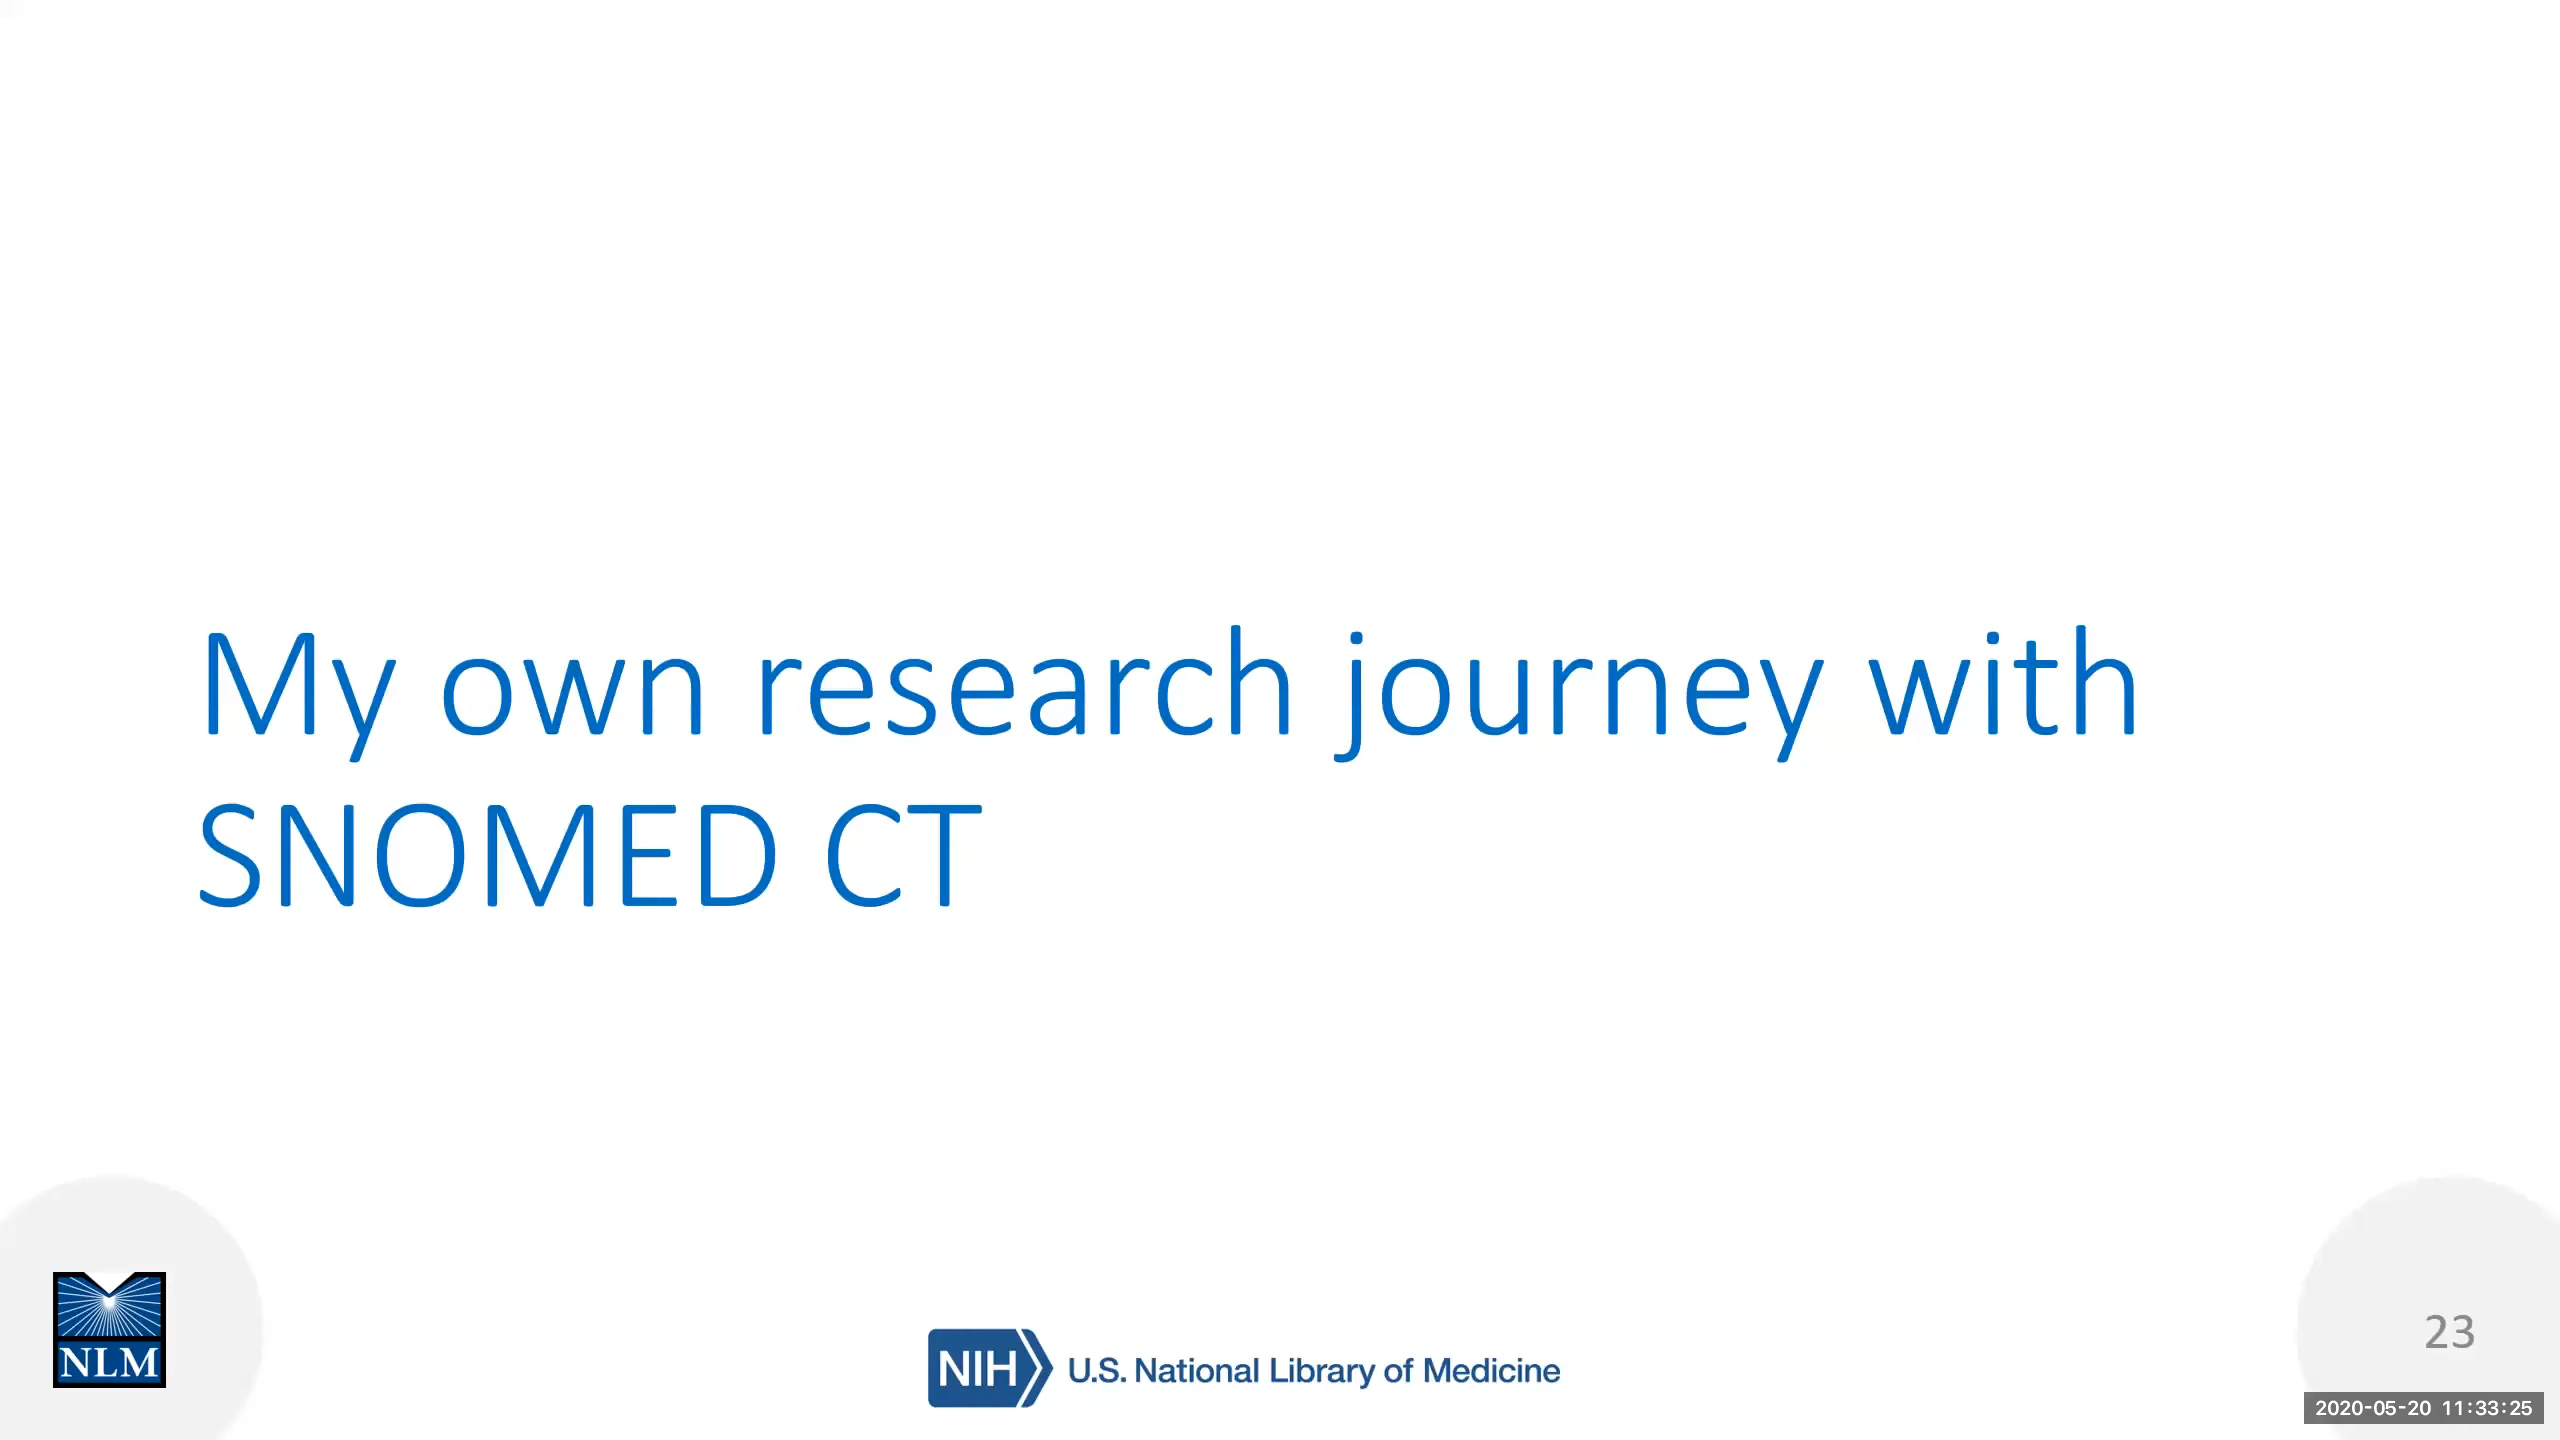 My own research journey with
SNOMED CT
NLM
NIH U.S. National Library of Medicine
23
2020-05-20 11:33:25